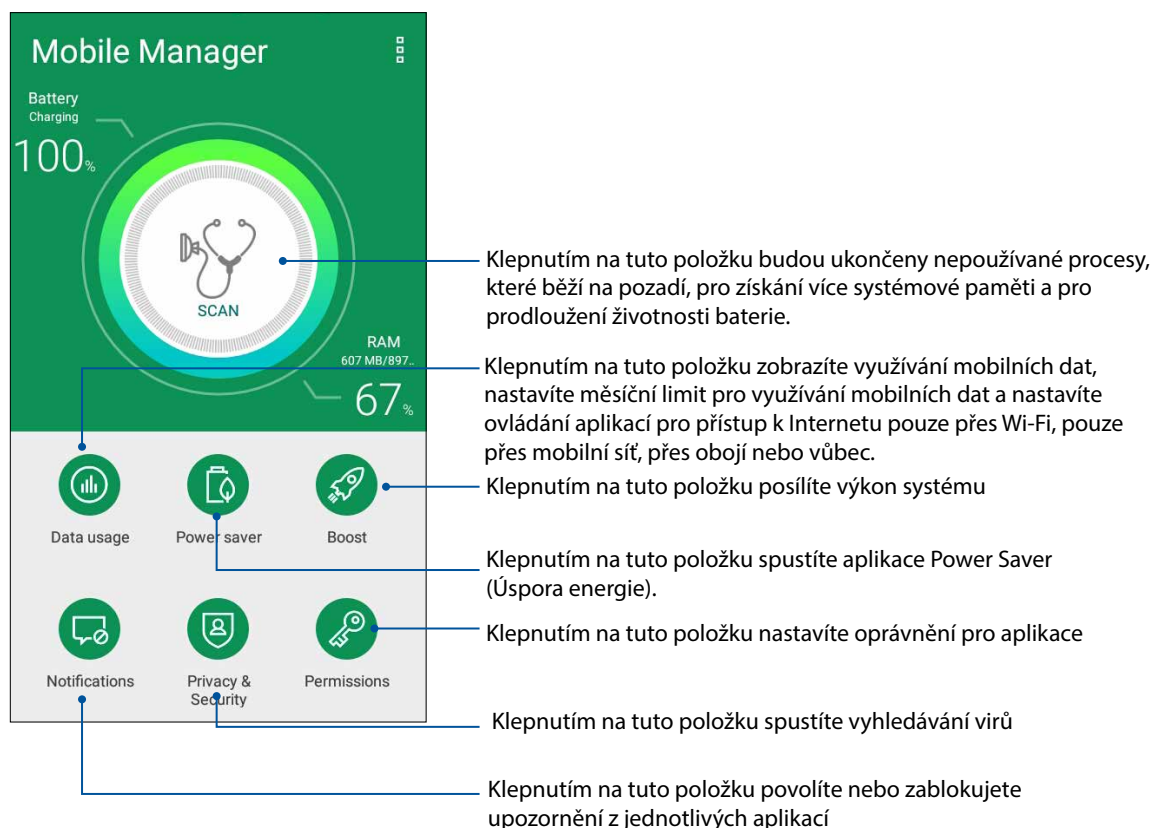 Mobile Manager
Battery
Charging
100%
SCAN
RAM
607 MB/897..
67%
Data usage
Power saver
Boost
Notifications
Privacy &
Security
Permissions
Klepnutím na tuto položku budou ukončeny nepoužívané procesy,
které běží na pozadí, pro získání více systémové paměti a pro
prodloužení životnosti baterie.
Klepnutím na tuto položku zobrazíte využívání mobilních dat,
nastavíte měsíční limit pro využívání mobilních dat a nastavíte
ovládání aplikací pro přístup k Internetu pouze přes Wi-Fi, pouze
přes mobilní síť, přes obojí nebo vůbec.
Klepnutím na tuto položku posílíte výkon systému
Klepnutím na tuto položku spustíte aplikace Power Saver
(Úspora energie).
Klepnutím na tuto položku nastavíte oprávnění pro aplikace
Klepnutím na tuto položku spustíte vyhledávání virů
Klepnutím na tuto položku povolíte nebo zablokujete
upozornění z jednotlivých aplikací